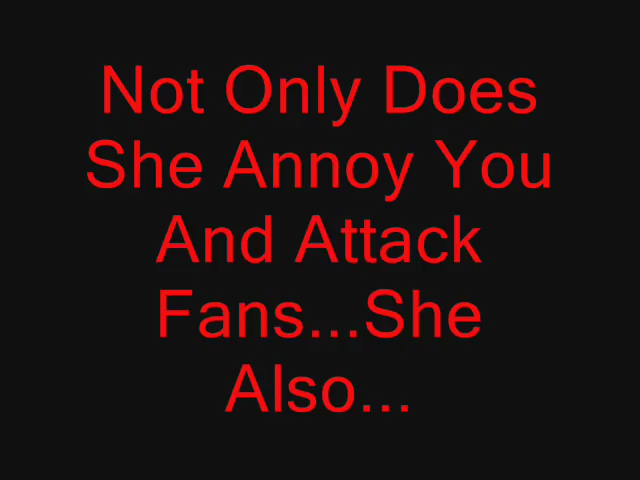 Not Only Does
She Annoy You
And Attack
Fans...She
Also...